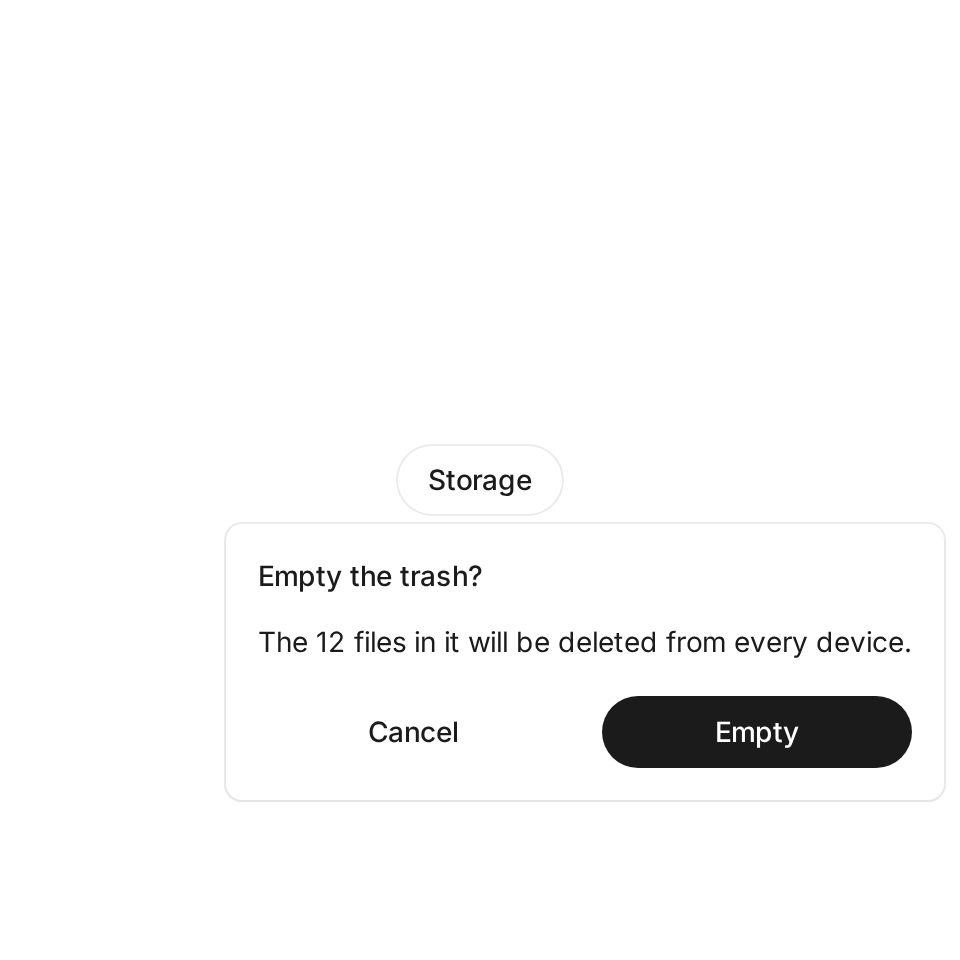 Storage
Empty the trash?
The 12 files in it will be deleted from every device.
Cancel
Empty